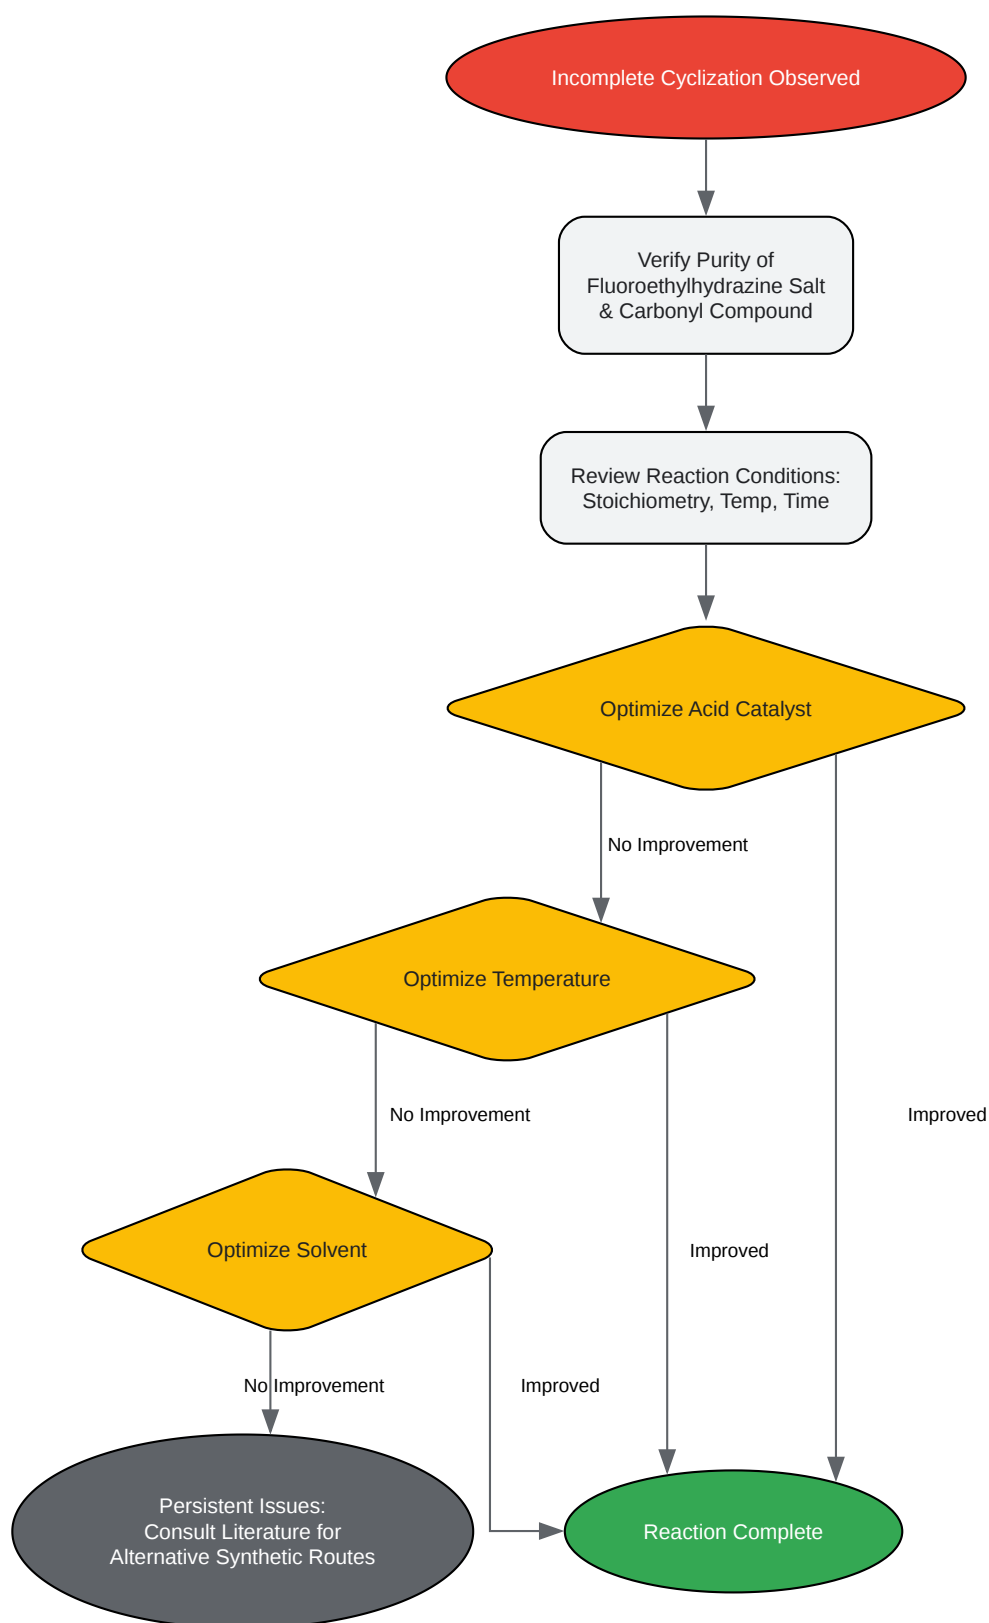 Incomplete Cyclization Observed
Verify Purity of
Fluoroethylhydrazine Salt
& Carbonyl Compound
Review Reaction Conditions:
Stoichiometry, Temp, Time
Optimize Acid Catalyst
No Improvement
Optimize Temperature
No Improvement
Improved
Optimize Solvent
Improved
No Improvement
Improved
Persistent Issues:
Consult Literature for
Alternative Synthetic Routes
Reaction Complete